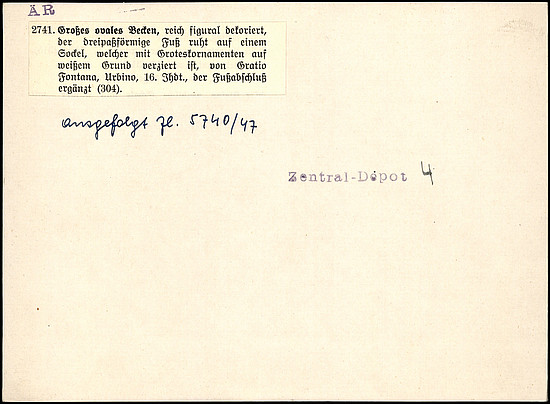 ÄR
2741. Großes ovales Becken, reich figural dekoriert,
der dreipaßförmige Fuß ruht auf einem
Sockel, welcher mit Groteskornamenten auf
weißem Grund verziert ist, von Gratio
Fontana, Urbino, 16. Jhdt., der Fußabschluß
ergänzt (304).
ausgefolgt Zl. 5740/47
Zentral-Depot 4